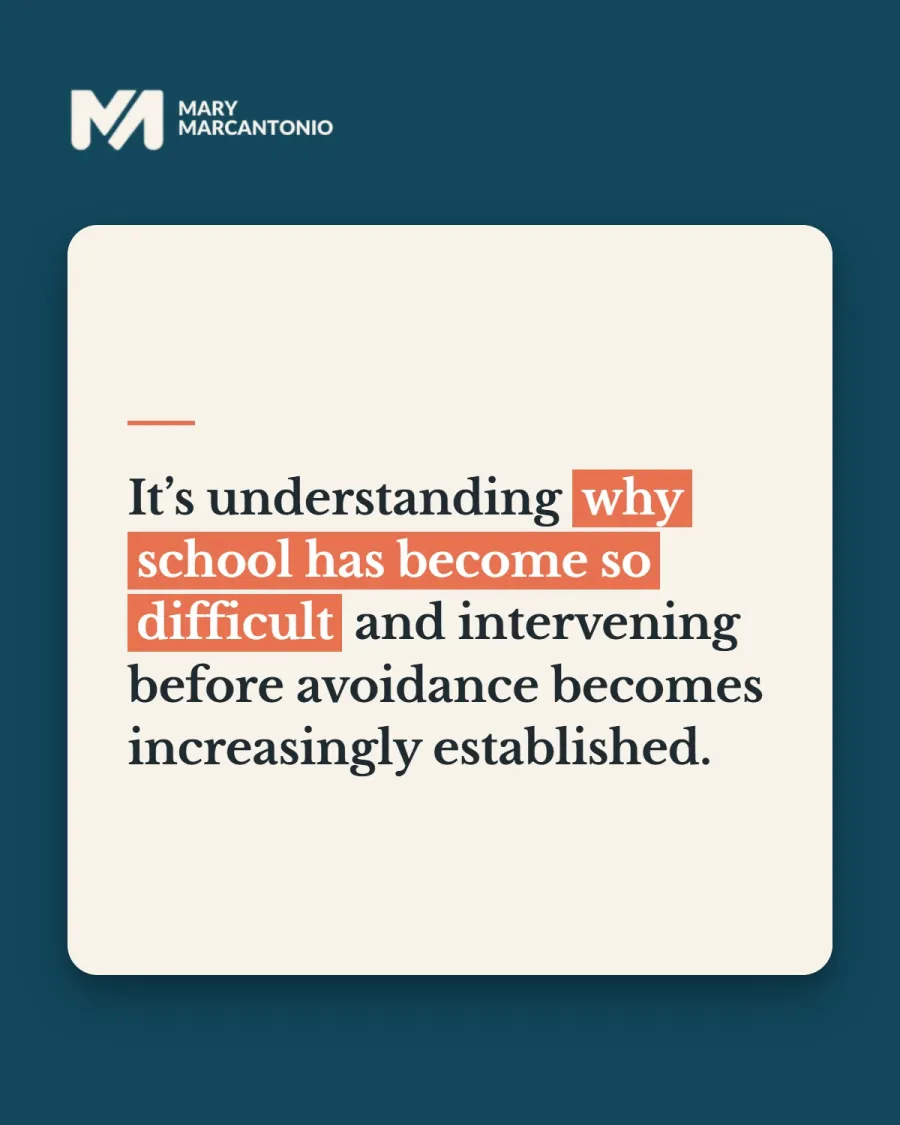 MARY
MARCANTONIO
It’s understanding why
school has become so
difficult and intervening
before avoidance becomes
increasingly established.